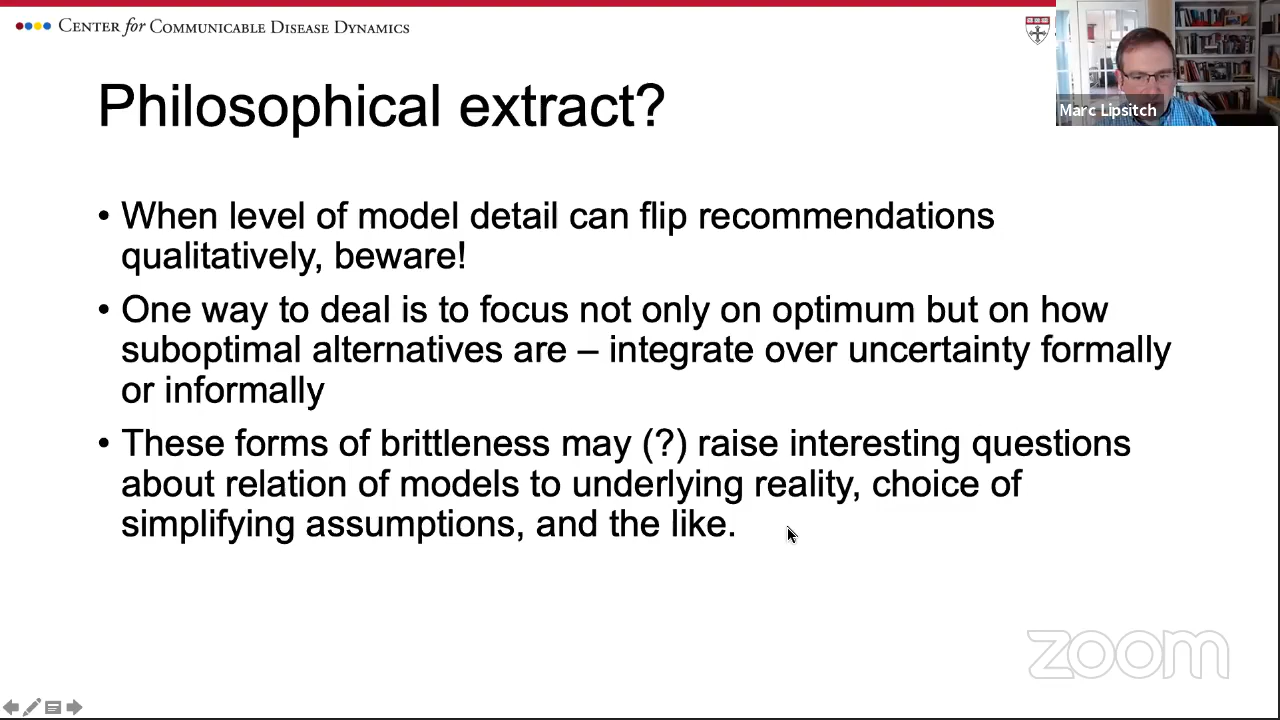 CENTER for COMMUNICABLE DISEASE DYNAMICS
Marc Lipsitch
Philosophical extract?
• When level of model detail can flip recommendations
qualitatively, beware!
• One way to deal is to focus not only on optimum but on how
suboptimal alternatives are – integrate over uncertainty formally
or informally
• These forms of brittleness may (?) raise interesting questions
about relation of models to underlying reality, choice of
simplifying assumptions, and the like.
zoom